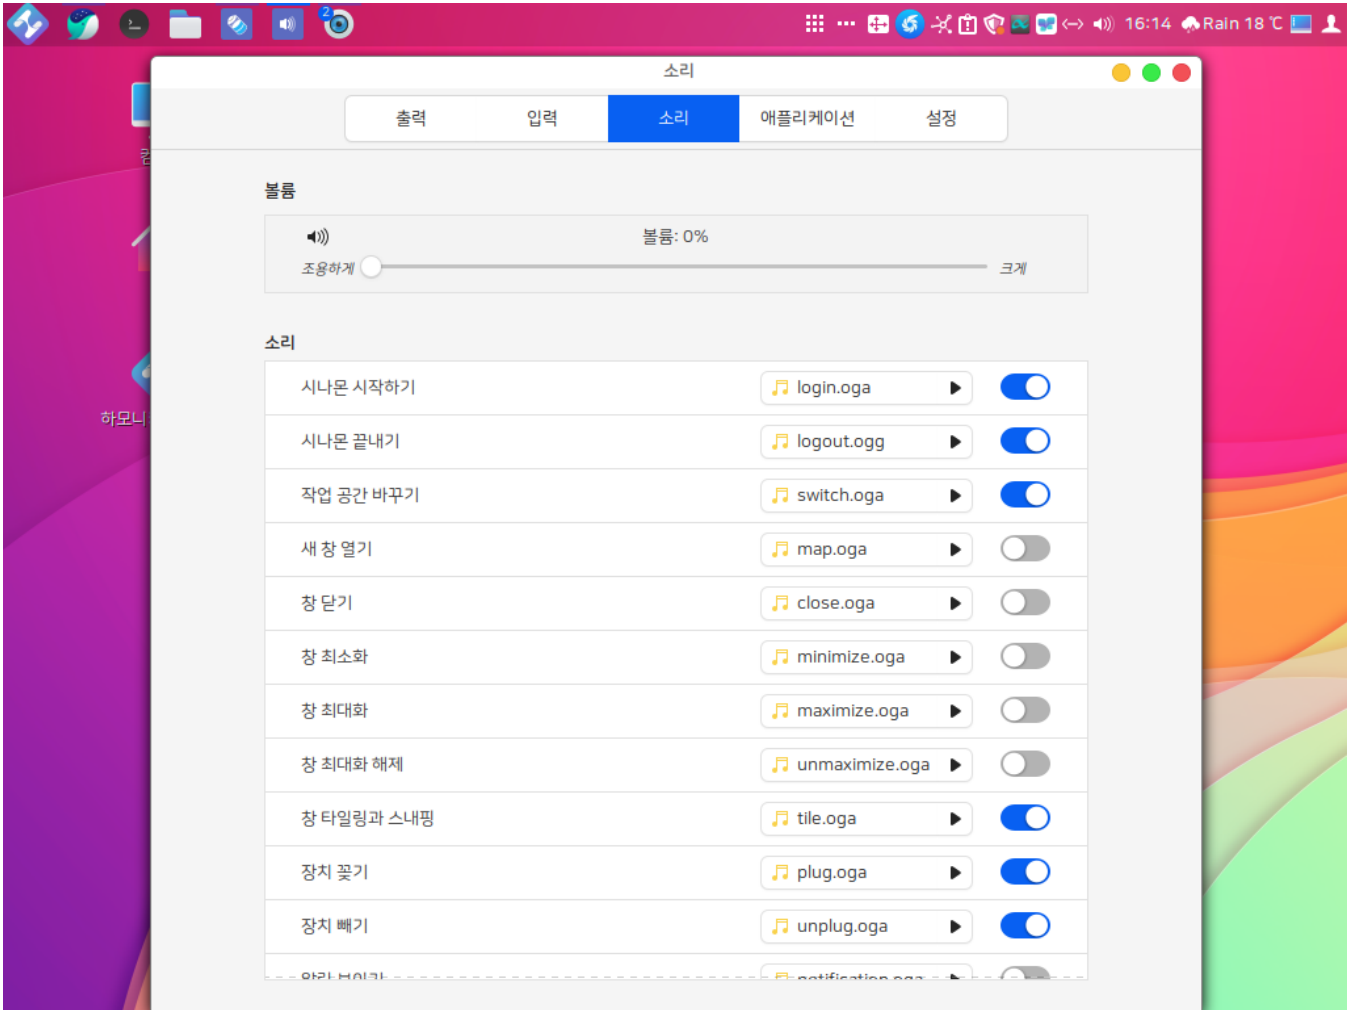 2
16:14
Rain 18 ℃
소리
출력 입력 소리 애플리케이션 설정
컴
볼륨
볼륨: 0%
조용하게 크게
소리
하모니
시나몬 시작하기 login.oga
시나몬 끝내기 logout.ogg
작업 공간 바꾸기 switch.oga
새 창 열기 map.oga
창 닫기 close.oga
창 최소화 minimize.oga
창 최대화 maximize.oga
창 최대화 해제 unmaximize.oga
창 타일링과 스내핑 tile.oga
장치 꽂기 plug.oga
장치 빼기 unplug.oga
notification.oga